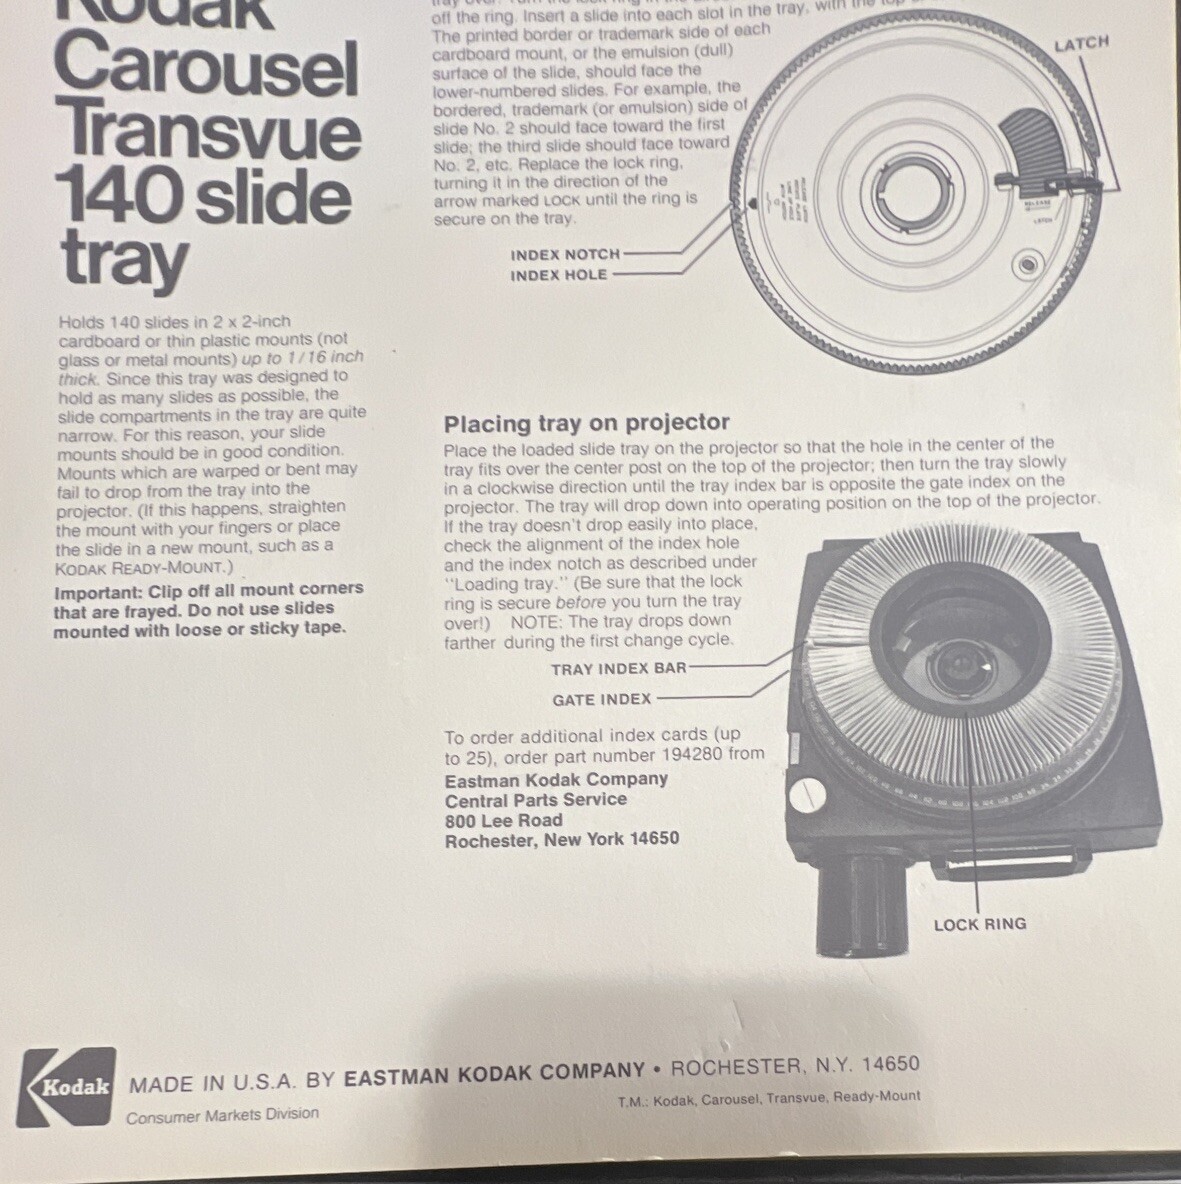 Kodak
Carousel
Transvue
140 slide
tray
Holds 140 slides in 2 x 2-inch
cardboard or thin plastic mounts (not
glass or metal mounts) up to 1/16 inch
thick. Since this tray was designed to
hold as many slides as possible, the
slide compartments in the tray are quite
narrow. For this reason, your slide
mounts should be in good condition.
Mounts which are warped or bent may
fail to drop from the tray into the
projector. (If this happens, straighten
the mount with your fingers or place
the slide in a new mount, such as a
KODAK READY-MOUNT.)
Important: Clip off all mount corners
that are frayed. Do not use slides
mounted with loose or sticky tape.
off the ring. Insert a slide into each slot in the tray, with the top
The printed border or trademark side of each
cardboard mount, or the emulsion (dull)
surface of the slide, should face the
lower-numbered slides. For example, the
bordered, trademark (or emulsion) side of
slide No. 2 should face toward the first
slide; the third slide should face toward
No. 2, etc. Replace the lock ring,
turning it in the direction of the
arrow marked LOCK until the ring is
secure on the tray.
LATCH
RELEASE
LATCH
INDEX NOTCH
INDEX HOLE
Placing tray on projector
Place the loaded slide tray on the projector so that the hole in the center of the
tray fits over the center post on the top of the projector; then turn the tray slowly
in a clockwise direction until the tray index bar is opposite the gate index on the
projector. The tray will drop down into operating position on the top of the projector.
If the tray doesn't drop easily into place,
check the alignment of the index hole
and the index notch as described under
"Loading tray." (Be sure that the lock
ring is secure before you turn the tray
over!) NOTE: The tray drops down
farther during the first change cycle.
TRAY INDEX BAR
GATE INDEX
To order additional index cards (up
to 25), order part number 194280 from
Eastman Kodak Company
Central Parts Service
800 Lee Road
Rochester, New York 14650
LOCK RING
Kodak
MADE IN U.S.A. BY EASTMAN KODAK COMPANY • ROCHESTER, N.Y. 14650
Consumer Markets Division
T.M.: Kodak, Carousel, Transvue, Ready-Mount